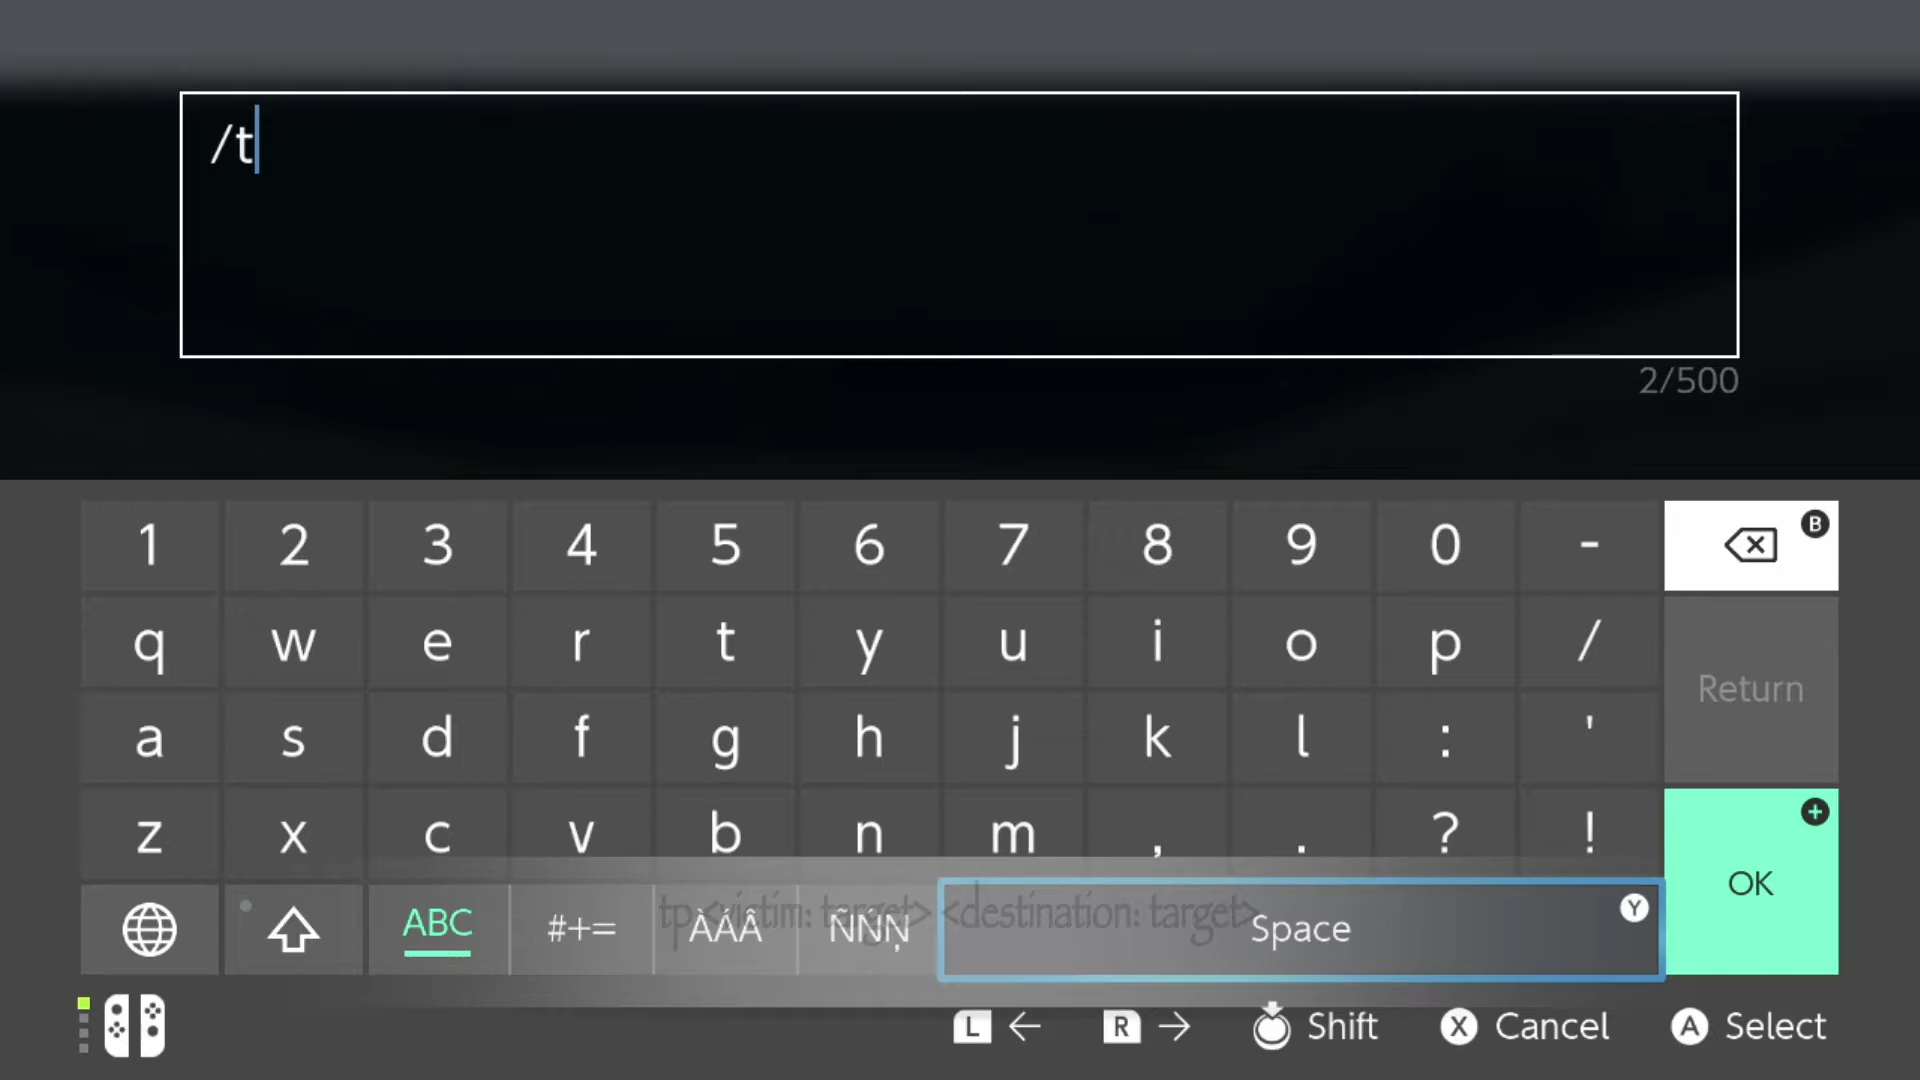 /t
2/500
1 2 3 4 5 6 7 8 9 0 - B
q w e r t y u i o p /
Return
a s d f g h j k l : '
z x c v b n m , . ? ! +
OK
ABC #+= ÀÁÂ ÑŃŅ Space Y
tp <victim: target> <destination: target>
L ← R → Shift X Cancel A Select